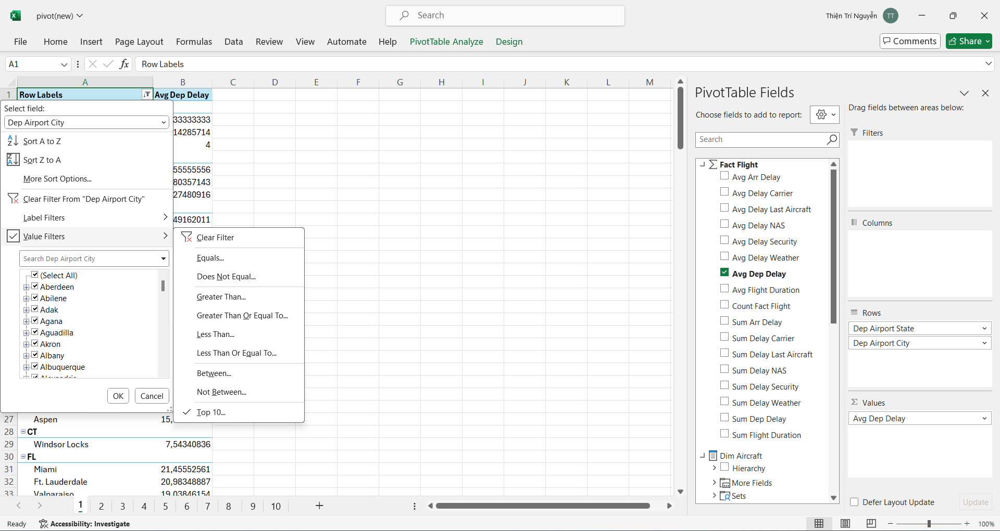 pivot(new)
Search
Thiện Trí Nguyễn
TT
File Home Insert Page Layout Formulas Data Review View Automate Help PivotTable Analyze Design
Comments
Share
A1
fx
Row Labels
A B C D E F G H I J K L M
1 Row Labels Avg Dep Delay
Select field:
Dep Airport City
Sort A to Z
Sort Z to A
More Sort Options...
Clear Filter From "Dep Airport City"
Label Filters
Value Filters
Search Dep Airport City
(Select All)
Aberdeen
Abilene
Adak
Agana
Aguadilla
Akron
Albany
Albuquerque
OK
Cancel
33333333
14285714
4
55555556
80357143
27480916
49162011
Clear Filter
Equals...
Does Not Equal...
Greater Than...
Greater Than Or Equal To...
Less Than...
Less Than Or Equal To...
Between...
Not Between...
Top 10...
27 Aspen 15,
28 CT
29 Windsor Locks 7,54340836
30 FL
31 Miami 21,45552561
32 Ft. Lauderdale 20,98348887
33 Valparaiso 19,03846154
1 2 3 4 5 6 7 8 9 10
Ready
Accessibility: Investigate
100%
PivotTable Fields
Choose fields to add to report:
Search
Fact Flight
Avg Arr Delay
Avg Delay Carrier
Avg Delay Last Aircraft
Avg Delay NAS
Avg Delay Security
Avg Delay Weather
Avg Dep Delay
Avg Flight Duration
Count Fact Flight
Sum Arr Delay
Sum Delay Carrier
Sum Delay Last Aircraft
Sum Delay NAS
Sum Delay Security
Sum Delay Weather
Sum Dep Delay
Sum Flight Duration
Dim Aircraft
Hierarchy
More Fields
Sets
Drag fields between areas below:
Filters
Columns
Rows
Dep Airport State
Dep Airport City
Values
Avg Dep Delay
Defer Layout Update
Update